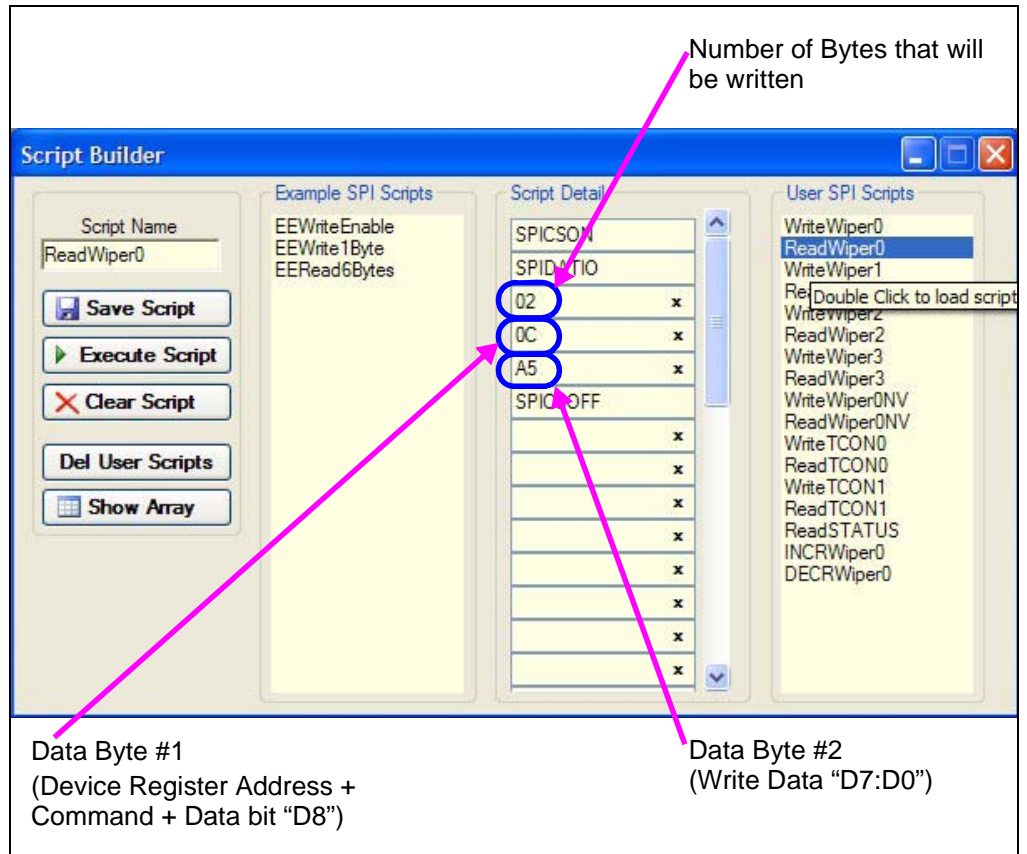 Number of Bytes that will
be written
Script Builder
Script Name
ReadWiper0
Save Script
Execute Script
Clear Script
Del User Scripts
Show Array
Example SPI Scripts
EEWriteEnable
EEWrite1Byte
EERead6Bytes
Script Detail
SPICSON
SPIDATIO
02 x
0C x
A5 x
SPICSOFF
x
x
x
x
x
x
x
x
User SPI Scripts
WriteWiper0
ReadWiper0
WriteWiper1
Double Click to load script
WriteWiper2
ReadWiper2
WriteWiper3
ReadWiper3
WriteWiper0NV
ReadWiper0NV
WriteTCON0
ReadTCON0
WriteTCON1
ReadTCON1
ReadSTATUS
INCRWiper0
DECRWiper0
Data Byte #1
(Device Register Address +
Command + Data bit “D8”)
Data Byte #2
(Write Data “D7:D0”)